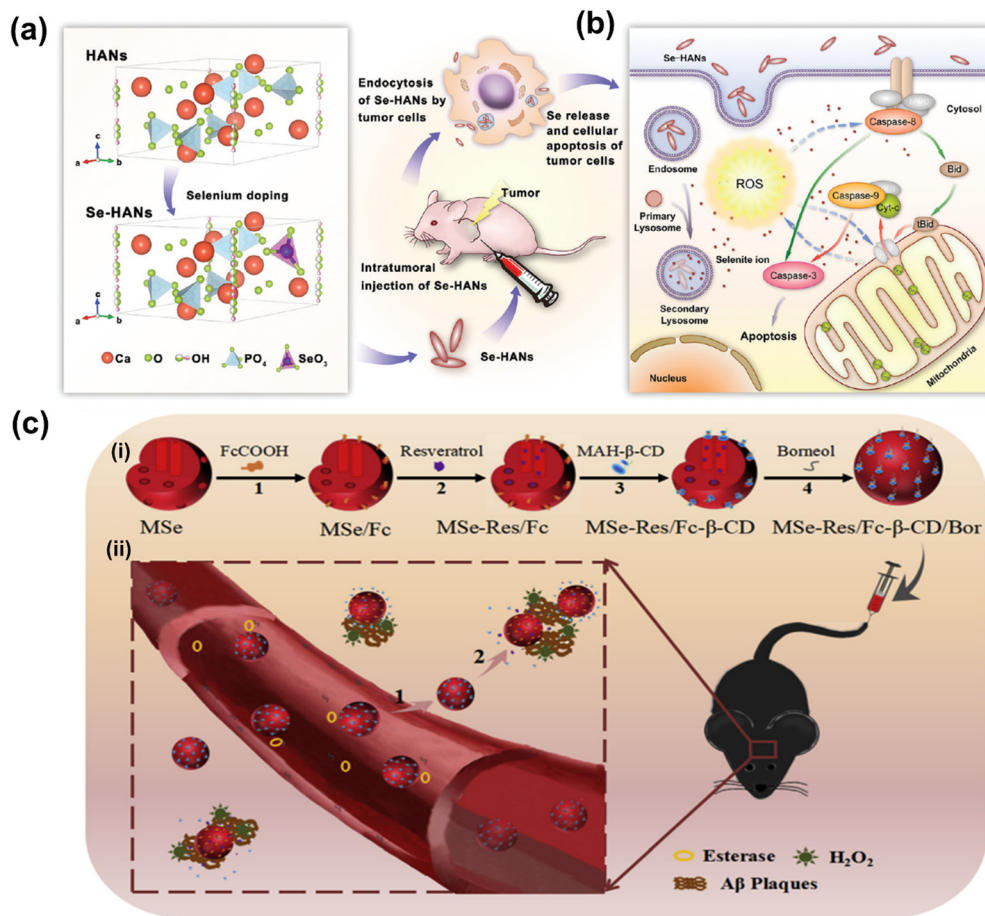 (a)
HANs
c
a
b
Selenium doping
Se-HANs
c
a
b
Ca
O
OH
PO₄
SeO₃
Endocytosis
of Se-HANs by
tumor cells
Se release
and cellular
apoptosis of
tumor cells
Tumor
Intratumoral
injection of Se-HANs
Se-HANs
(b)
Se-HANs
Cytosol
Caspase-8
Endosome
ROS
Bid
Caspase-9
Cyt-c
Primary
Lysosome
tBid
Selenite ion
Caspase-3
Secondary
Lysosome
Apoptosis
Nucleus
Mitochondria
(c)
(i)
FcCOOH
1
Resveratrol
2
MAH-β-CD
3
Borneol
4
MSe
MSe/Fc
MSe-Res/Fc
MSe-Res/Fc-β-CD
MSe-Res/Fc-β-CD/Bor
(ii)
1
2
Esterase
H₂O₂
Aβ Plaques